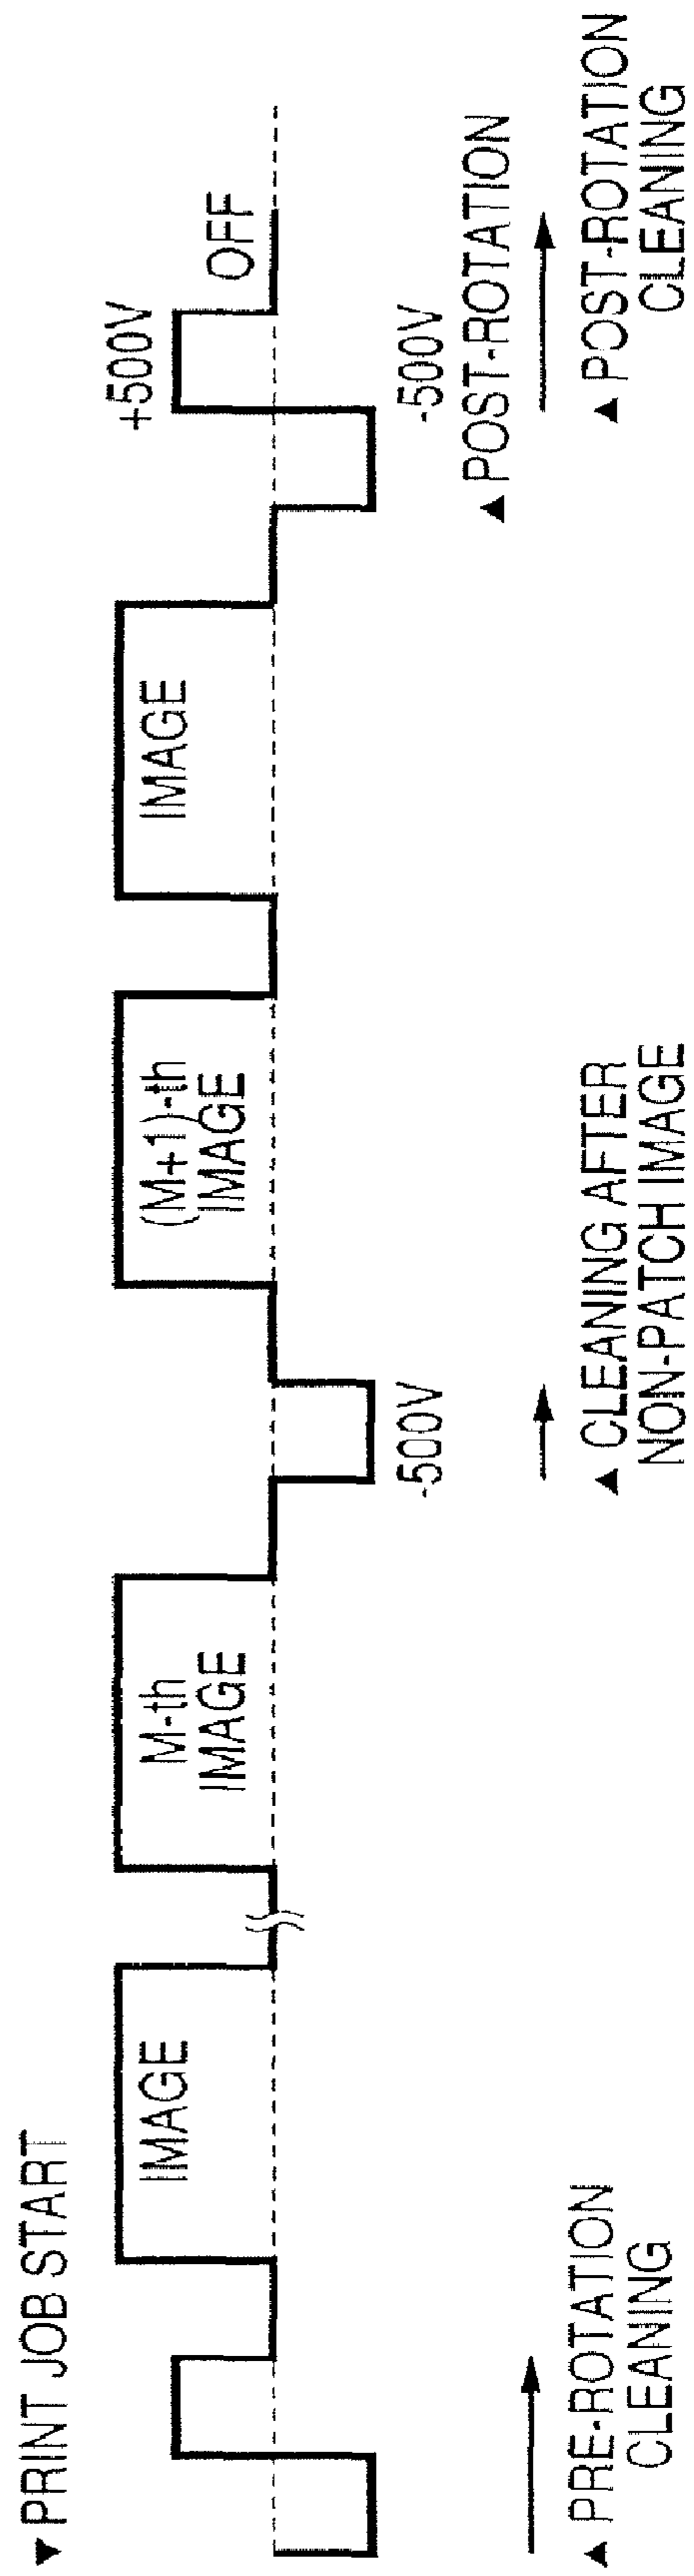 ▼ PRINT JOB START
IMAGE
M-th
IMAGE
(M+1)-th
IMAGE
IMAGE
+500V
OFF
-500V
-500V
▲ POST-ROTATION
▲ PRE-ROTATION
CLEANING
▲ CLEANING AFTER
NON-PATCH IMAGE
▲ POST-ROTATION
CLEANING